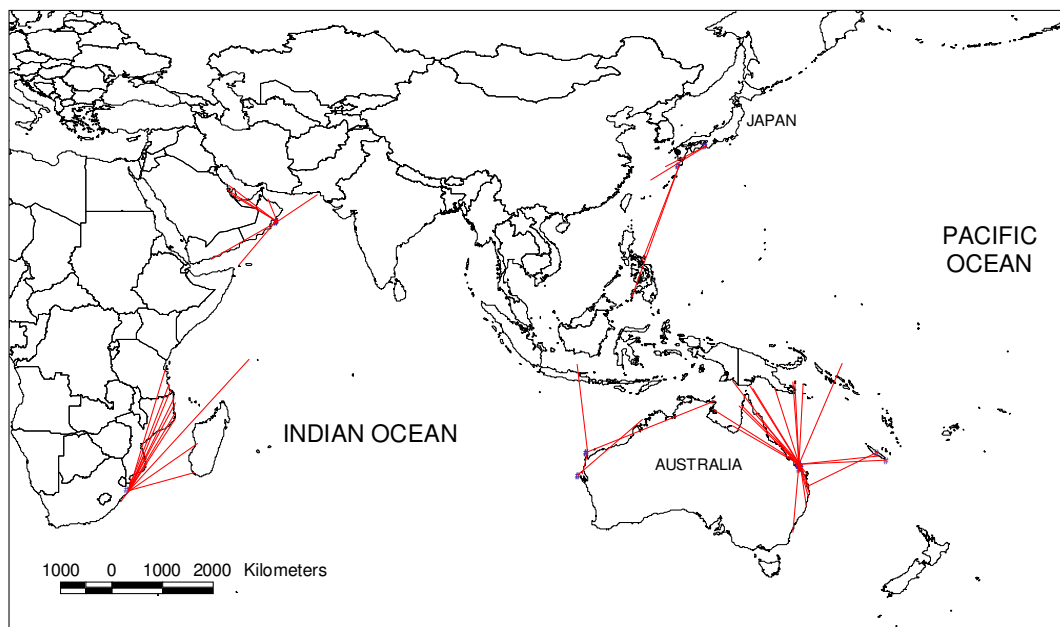 JAPAN
PACIFIC
OCEAN
INDIAN OCEAN
AUSTRALIA
1000 0 1000 2000 Kilometers